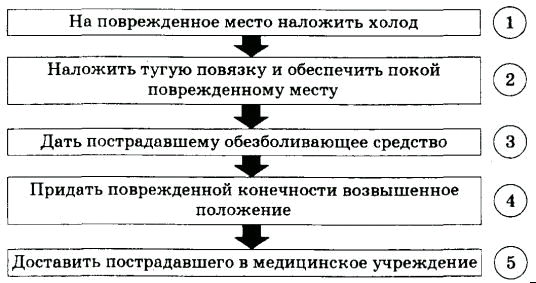 На поврежденное место наложить холод 1
Наложить тугую повязку и обеспечить покой 2
поврежденному месту
Дать пострадавшему обезболивающее средство 3
Придать поврежденной конечности возвышенное 4
положение
Доставить пострадавшего в медицинское учреждение 5